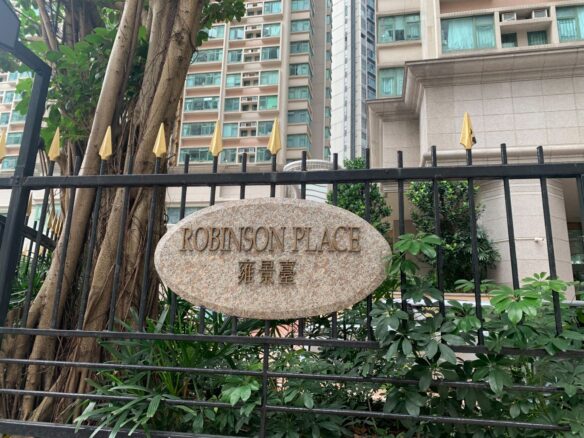 ROBINSON PLACE
雍景臺